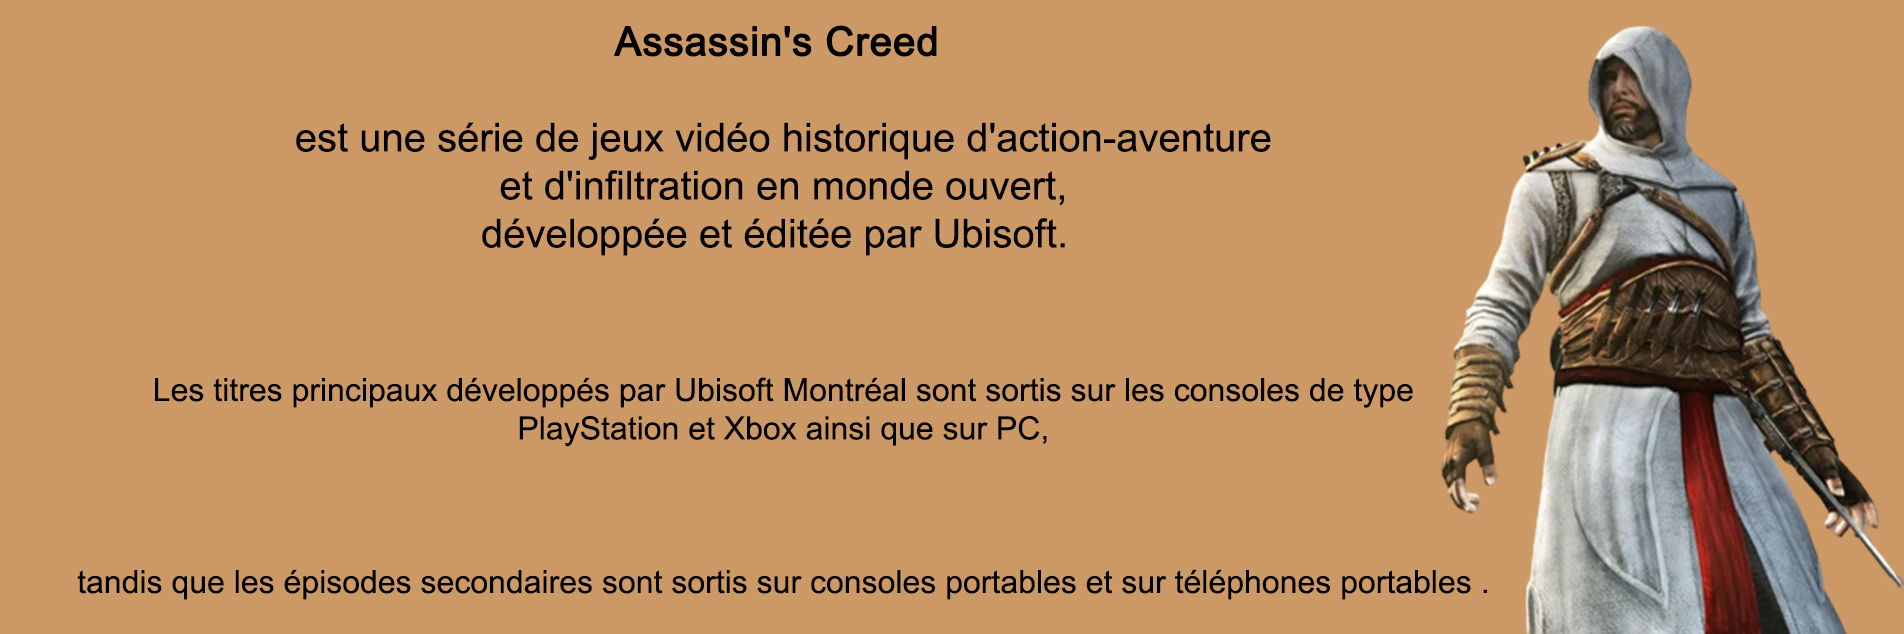 Assassin's Creed
est une série de jeux vidéo historique d'action-aventure
et d'infiltration en monde ouvert,
développée et éditée par Ubisoft.
Les titres principaux développés par Ubisoft Montréal sont sortis sur les consoles de type
PlayStation et Xbox ainsi que sur PC,
tandis que les épisodes secondaires sont sortis sur consoles portables et sur téléphones portables .